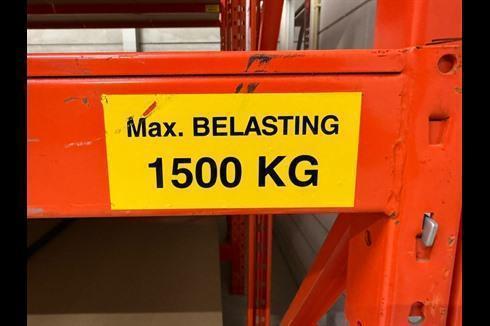 Max. BELASTING
1500 KG